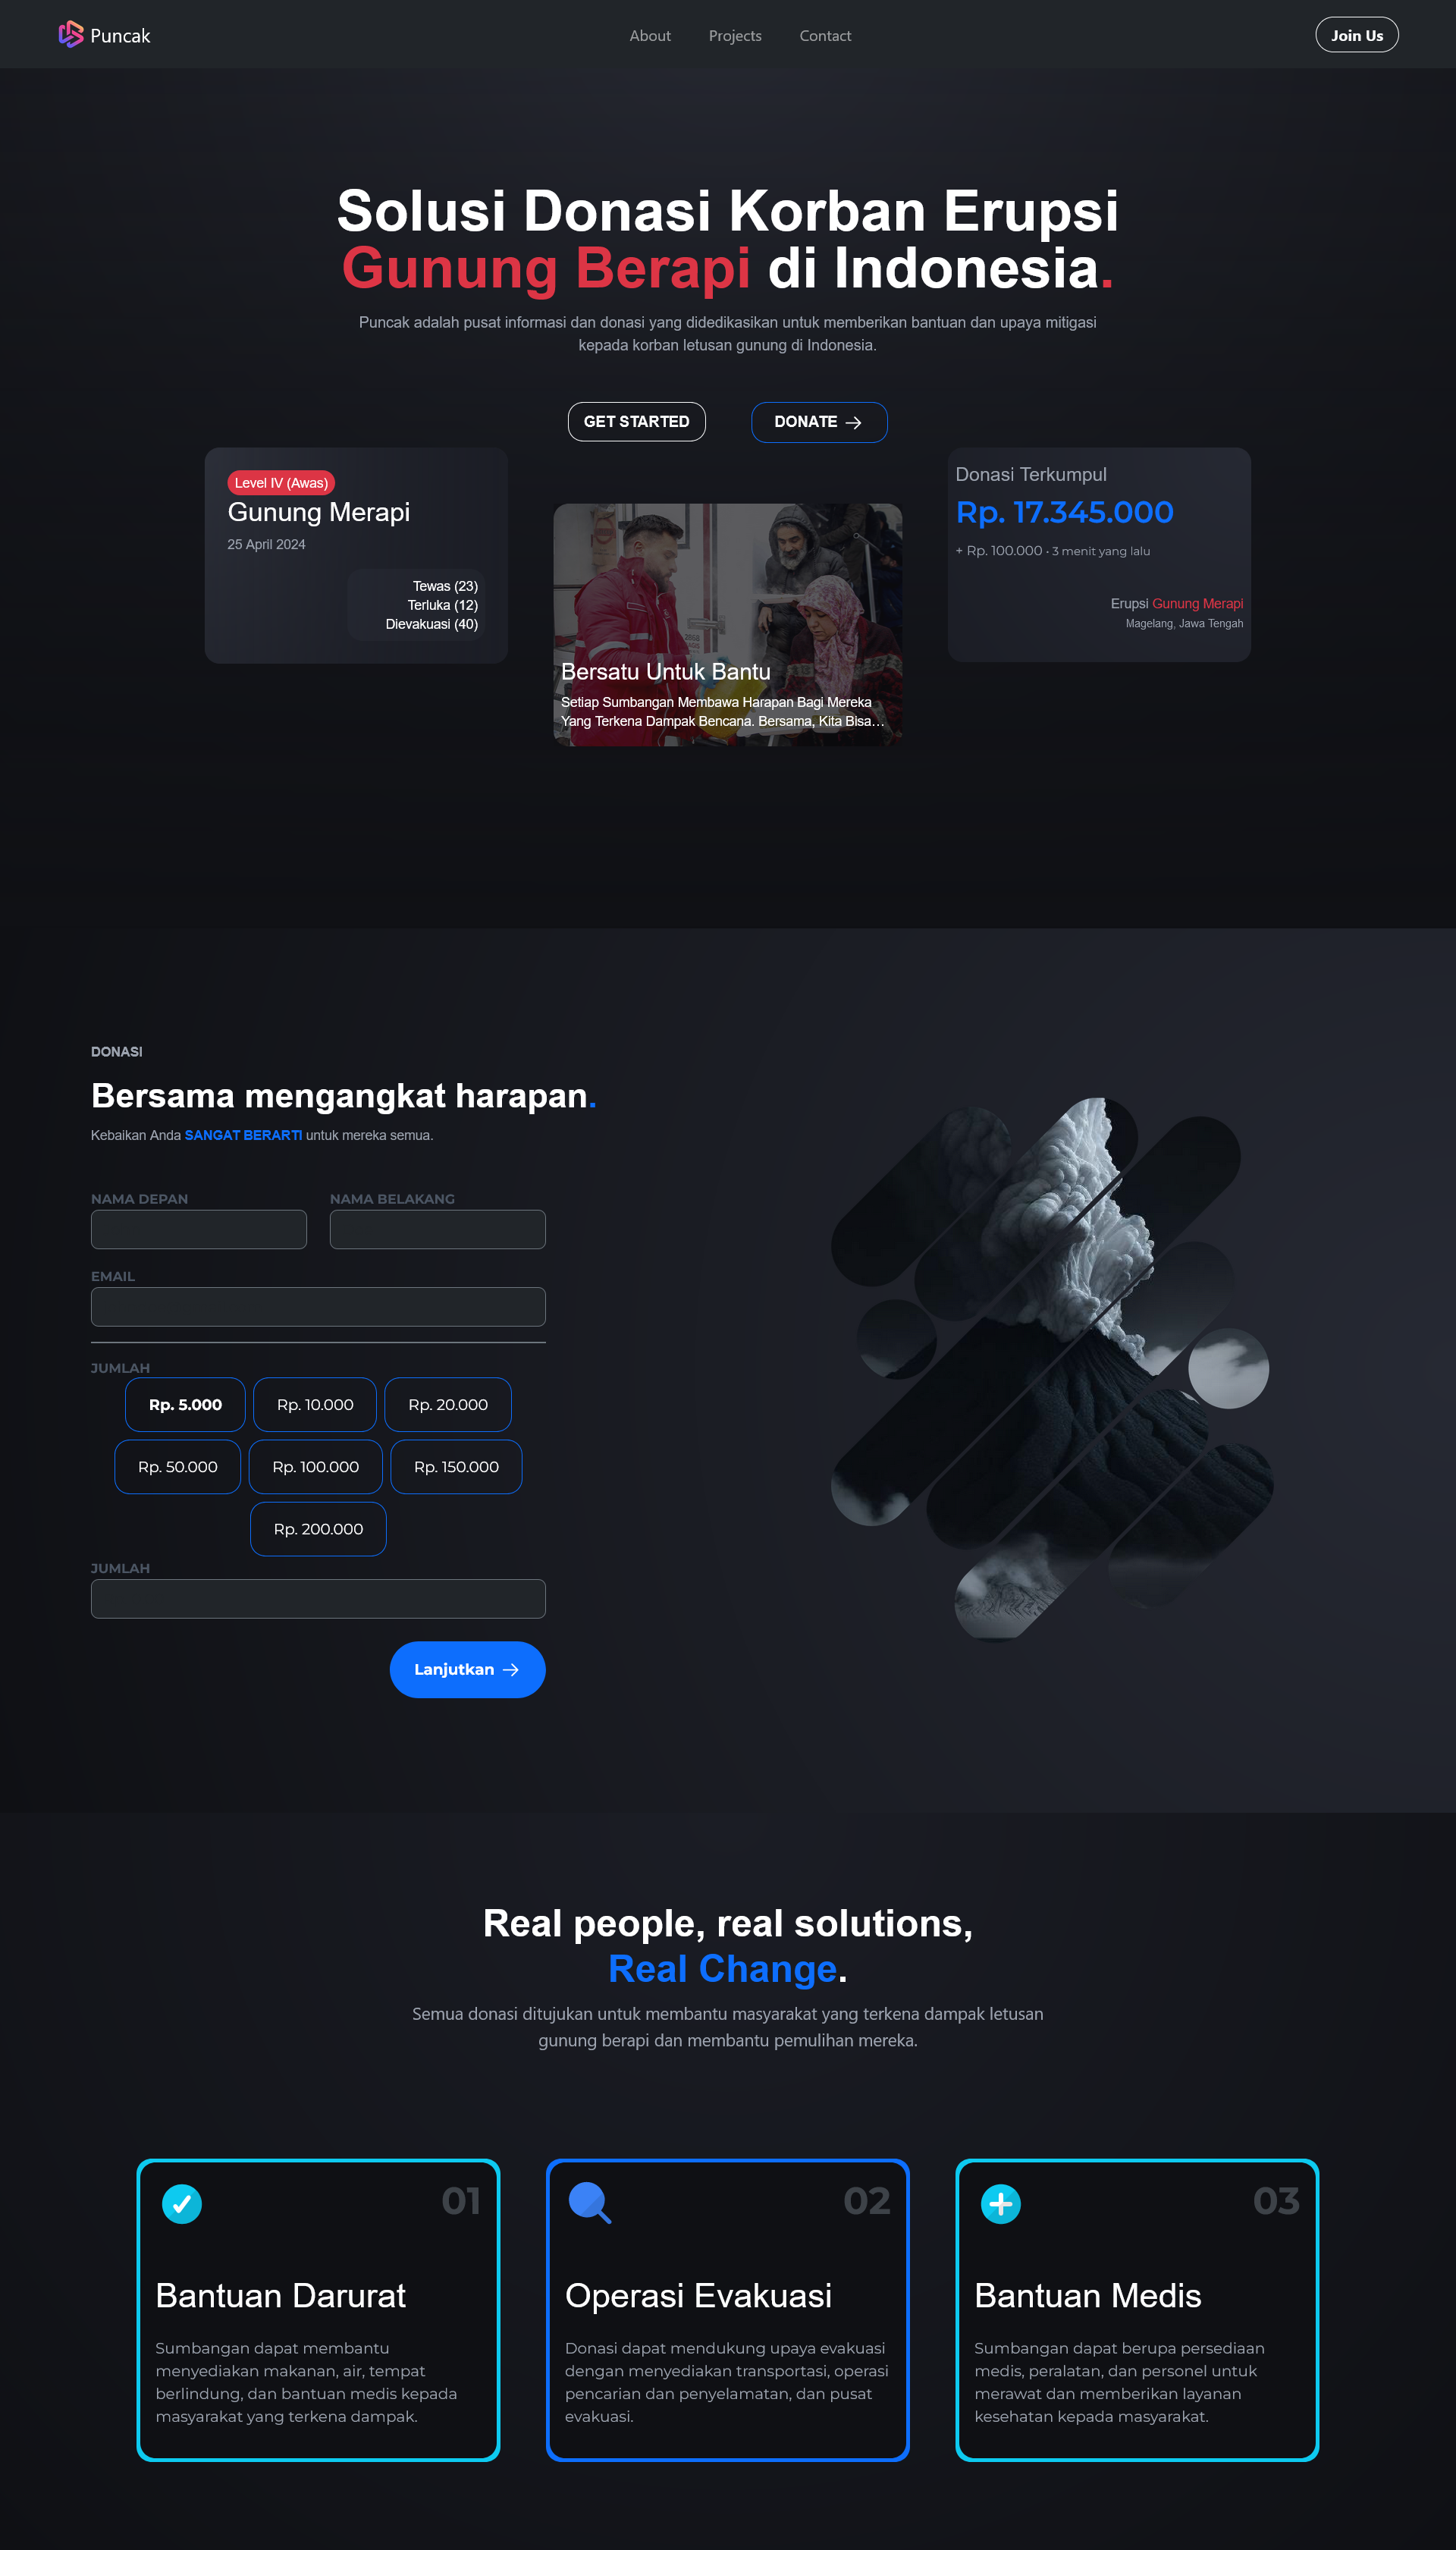 Puncak
About
Projects
Contact
Join Us
Solusi Donasi Korban Erupsi
Gunung Berapi di Indonesia.
Puncak adalah pusat informasi dan donasi yang didedikasikan untuk memberikan bantuan dan upaya mitigasi
kepada korban letusan gunung di Indonesia.
GET STARTED
DONATE →
Level IV (Awas)
Gunung Merapi
25 April 2024
Tewas (23)
Terluka (12)
Dievakuasi (40)
Bersatu Untuk Bantu
Setiap Sumbangan Membawa Harapan Bagi Mereka
Yang Terkena Dampak Bencana. Bersama, Kita Bisa...
Donasi Terkumpul
Rp. 17.345.000
+ Rp. 100.000 · 3 menit yang lalu
Erupsi Gunung Merapi
Magelang, Jawa Tengah
DONASI
Bersama mengangkat harapan.
Kebaikan Anda SANGAT BERARTI untuk mereka semua.
NAMA DEPAN
NAMA BELAKANG
EMAIL
JUMLAH
Rp. 5.000
Rp. 10.000
Rp. 20.000
Rp. 50.000
Rp. 100.000
Rp. 150.000
Rp. 200.000
JUMLAH
Lanjutkan →
Real people, real solutions,
Real Change.
Semua donasi ditujukan untuk membantu masyarakat yang terkena dampak letusan
gunung berapi dan membantu pemulihan mereka.
01
Bantuan Darurat
Sumbangan dapat membantu
menyediakan makanan, air, tempat
berlindung, dan bantuan medis kepada
masyarakat yang terkena dampak.
02
Operasi Evakuasi
Donasi dapat mendukung upaya evakuasi
dengan menyediakan transportasi, operasi
pencarian dan penyelamatan, dan pusat
evakuasi.
03
Bantuan Medis
Sumbangan dapat berupa persediaan
medis, peralatan, dan personel untuk
merawat dan memberikan layanan
kesehatan kepada masyarakat.